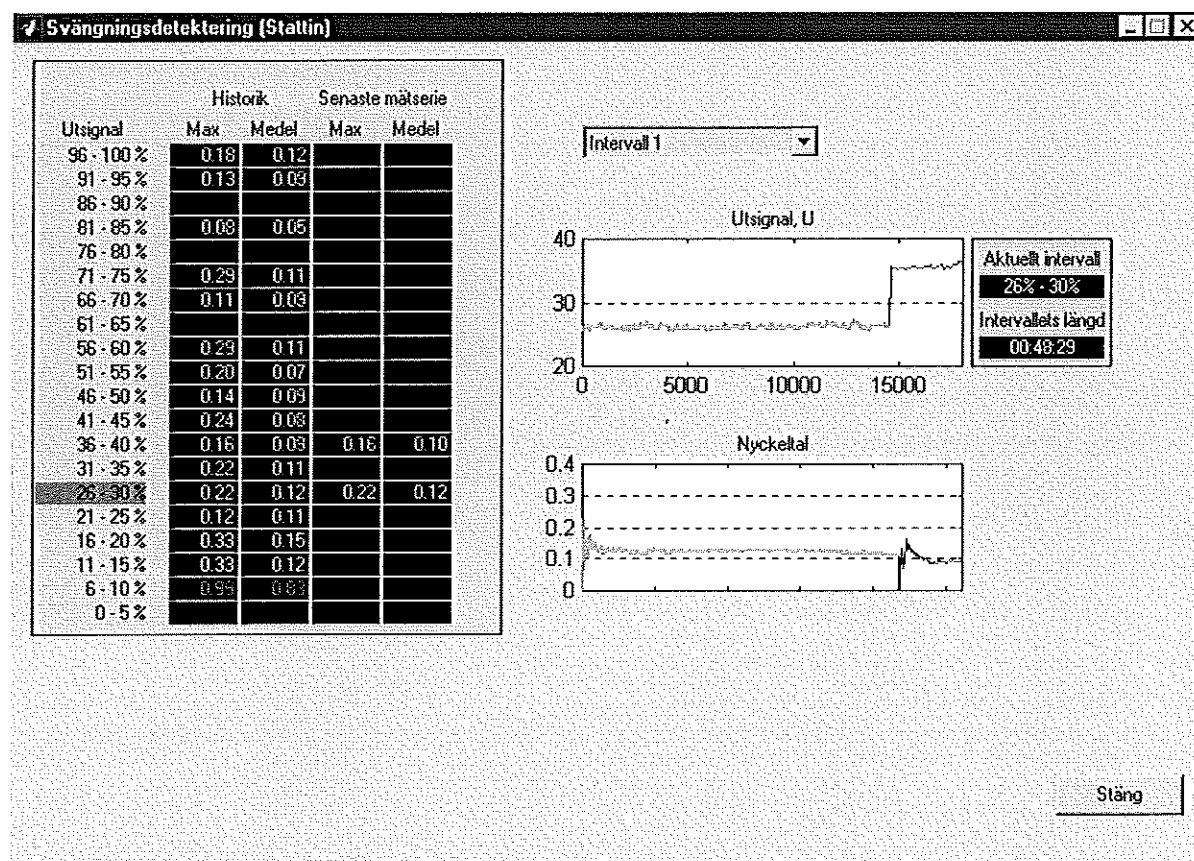 Svängningsdetektering (Stattin)
Historik Senaste mätserie
Utsignal Max Medel Max Medel
96 - 100 % 0.18 0.12
91 - 95 % 0.13 0.09
86 - 90 %
81 - 85 % 0.08 0.05
76 - 80 %
71 - 75 % 0.29 0.11
66 - 70 % 0.11 0.09
61 - 65 %
56 - 60 % 0.29 0.11
51 - 55 % 0.20 0.07
46 - 50 % 0.14 0.09
41 - 45 % 0.24 0.08
36 - 40 % 0.16 0.09 0.16 0.10
31 - 35 % 0.22 0.11
26 - 30 % 0.22 0.12 0.22 0.12
21 - 25 % 0.12 0.11
16 - 20 % 0.33 0.15
11 - 15 % 0.33 0.12
6 - 10 %
0 - 5 %
Intervall 1
Utsignal, U
40
30
20
0 5000 10000 15000
Aktuellt intervall
26% - 30%
Intervallets längd
00:48:29
Nyckeltal
0.4
0.3
0.2
0.1
0
Stäng